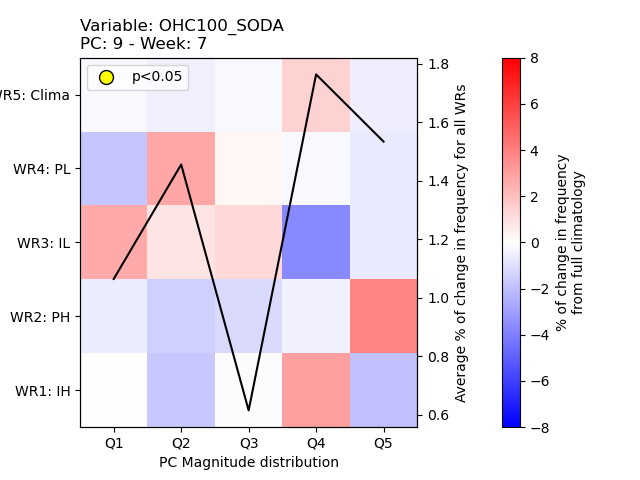 Variable: OHC100_SODA
PC: 9 - Week: 7
p<0.05
WR5: Clima
WR4: PL
WR3: IL
WR2: PH
WR1: IH
Q1 Q2 Q3 Q4 Q5
PC Magnitude distribution
1.8
1.6
1.4
1.2
1.0
0.8
0.6
Average % of change in frequency for all WRs
8
6
4
2
0
−2
−4
−6
−8
% of change in frequency
from full climatology